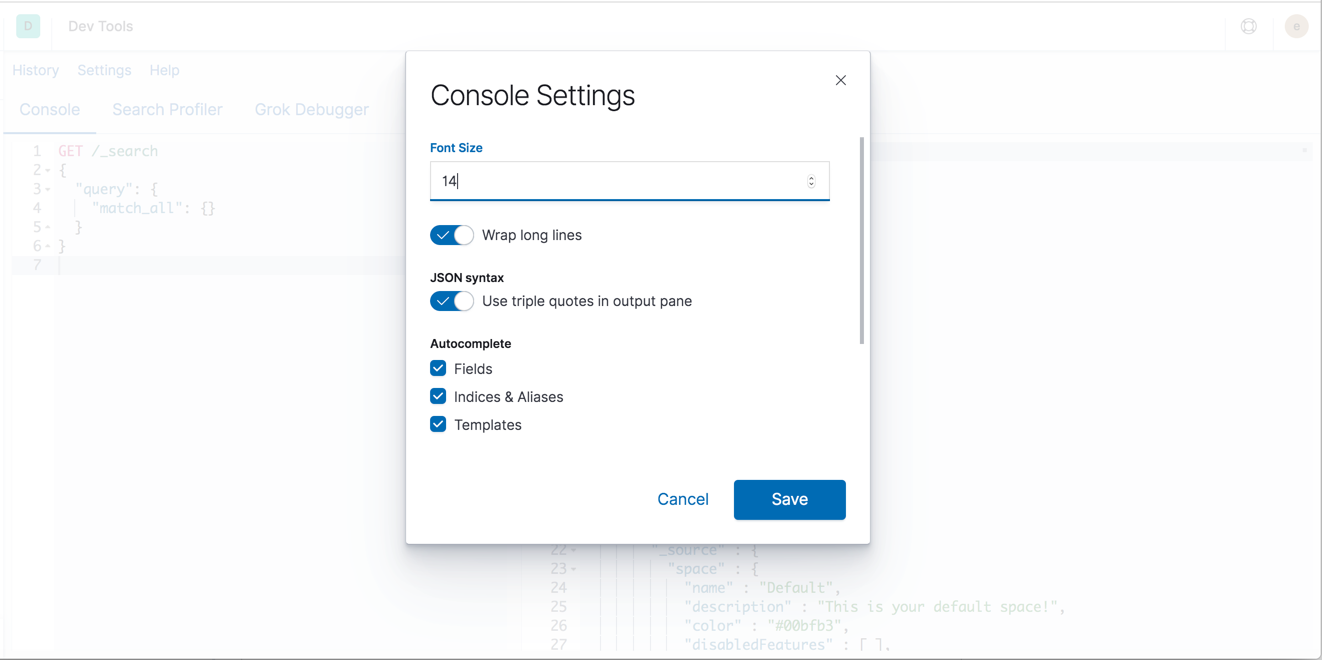 D Dev Tools e
History Settings Help
Console Search Profiler Grok Debugger
1 GET /_search
2 {
3 "query": {
4 "match_all": {}
5 }
6 }
7
Console Settings
Font Size
14
Wrap long lines
JSON syntax
Use triple quotes in output pane
Autocomplete
Fields
Indices & Aliases
Templates
Cancel Save
22 "_source" : {
23 "space" : {
24 "name" : "Default",
25 "description" : "This is your default space!",
26 "color" : "#00bfb3",
27 "disabledFeatures" : [ ],